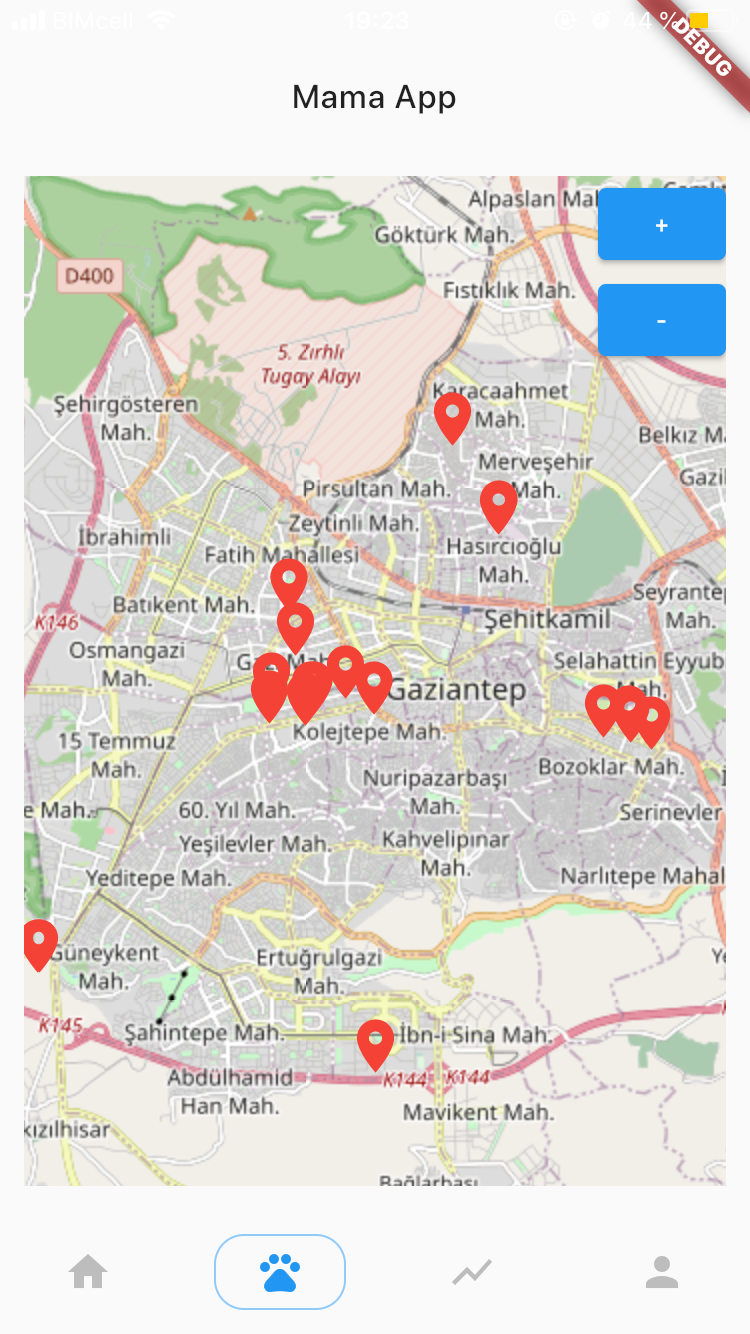 BiMcell 19:23 44 %
DEBUG
Mama App
Alpaslan Mah
Göktürk Mah.
+
D400
Fıstıklık Mah.
-
5. Zırhlı
Tugay Alayı
Karacaahmet
Mah.
Şehirgösteren
Mah.
Belkız Ma
Merveşehir
Mah.
Gazil
Pirsultan Mah.
Zeytinli Mah.
İbrahimli
Fatih Mahallesi
Hasırcıoğlu
Mah.
Batıkent Mah.
Seyrantep
Mah.
K146
Şehitkamil
Osmangazi
Mah.
Selahattin Eyyub
Mah.
Gaziantep
Kolejtepe Mah.
15 Temmuz
Mah.
Bozoklar Mah.
Nuripazarbaşı
Mah.
e Mah.
60. Yıl Mah.
Serinevler
Yeşilevler Mah.
Kahvelipınar
Mah.
Yeditepe Mah.
Narlıtepe Mahal
Güneykent
Mah.
Ertuğrulgazi
Mah.
Ye
K145
Şahintepe Mah.
İbn-i Sina Mah.
Abdülhamid
Han Mah.
K144
K144
Mavikent Mah.
kızılhisar
Bağlarbaşı